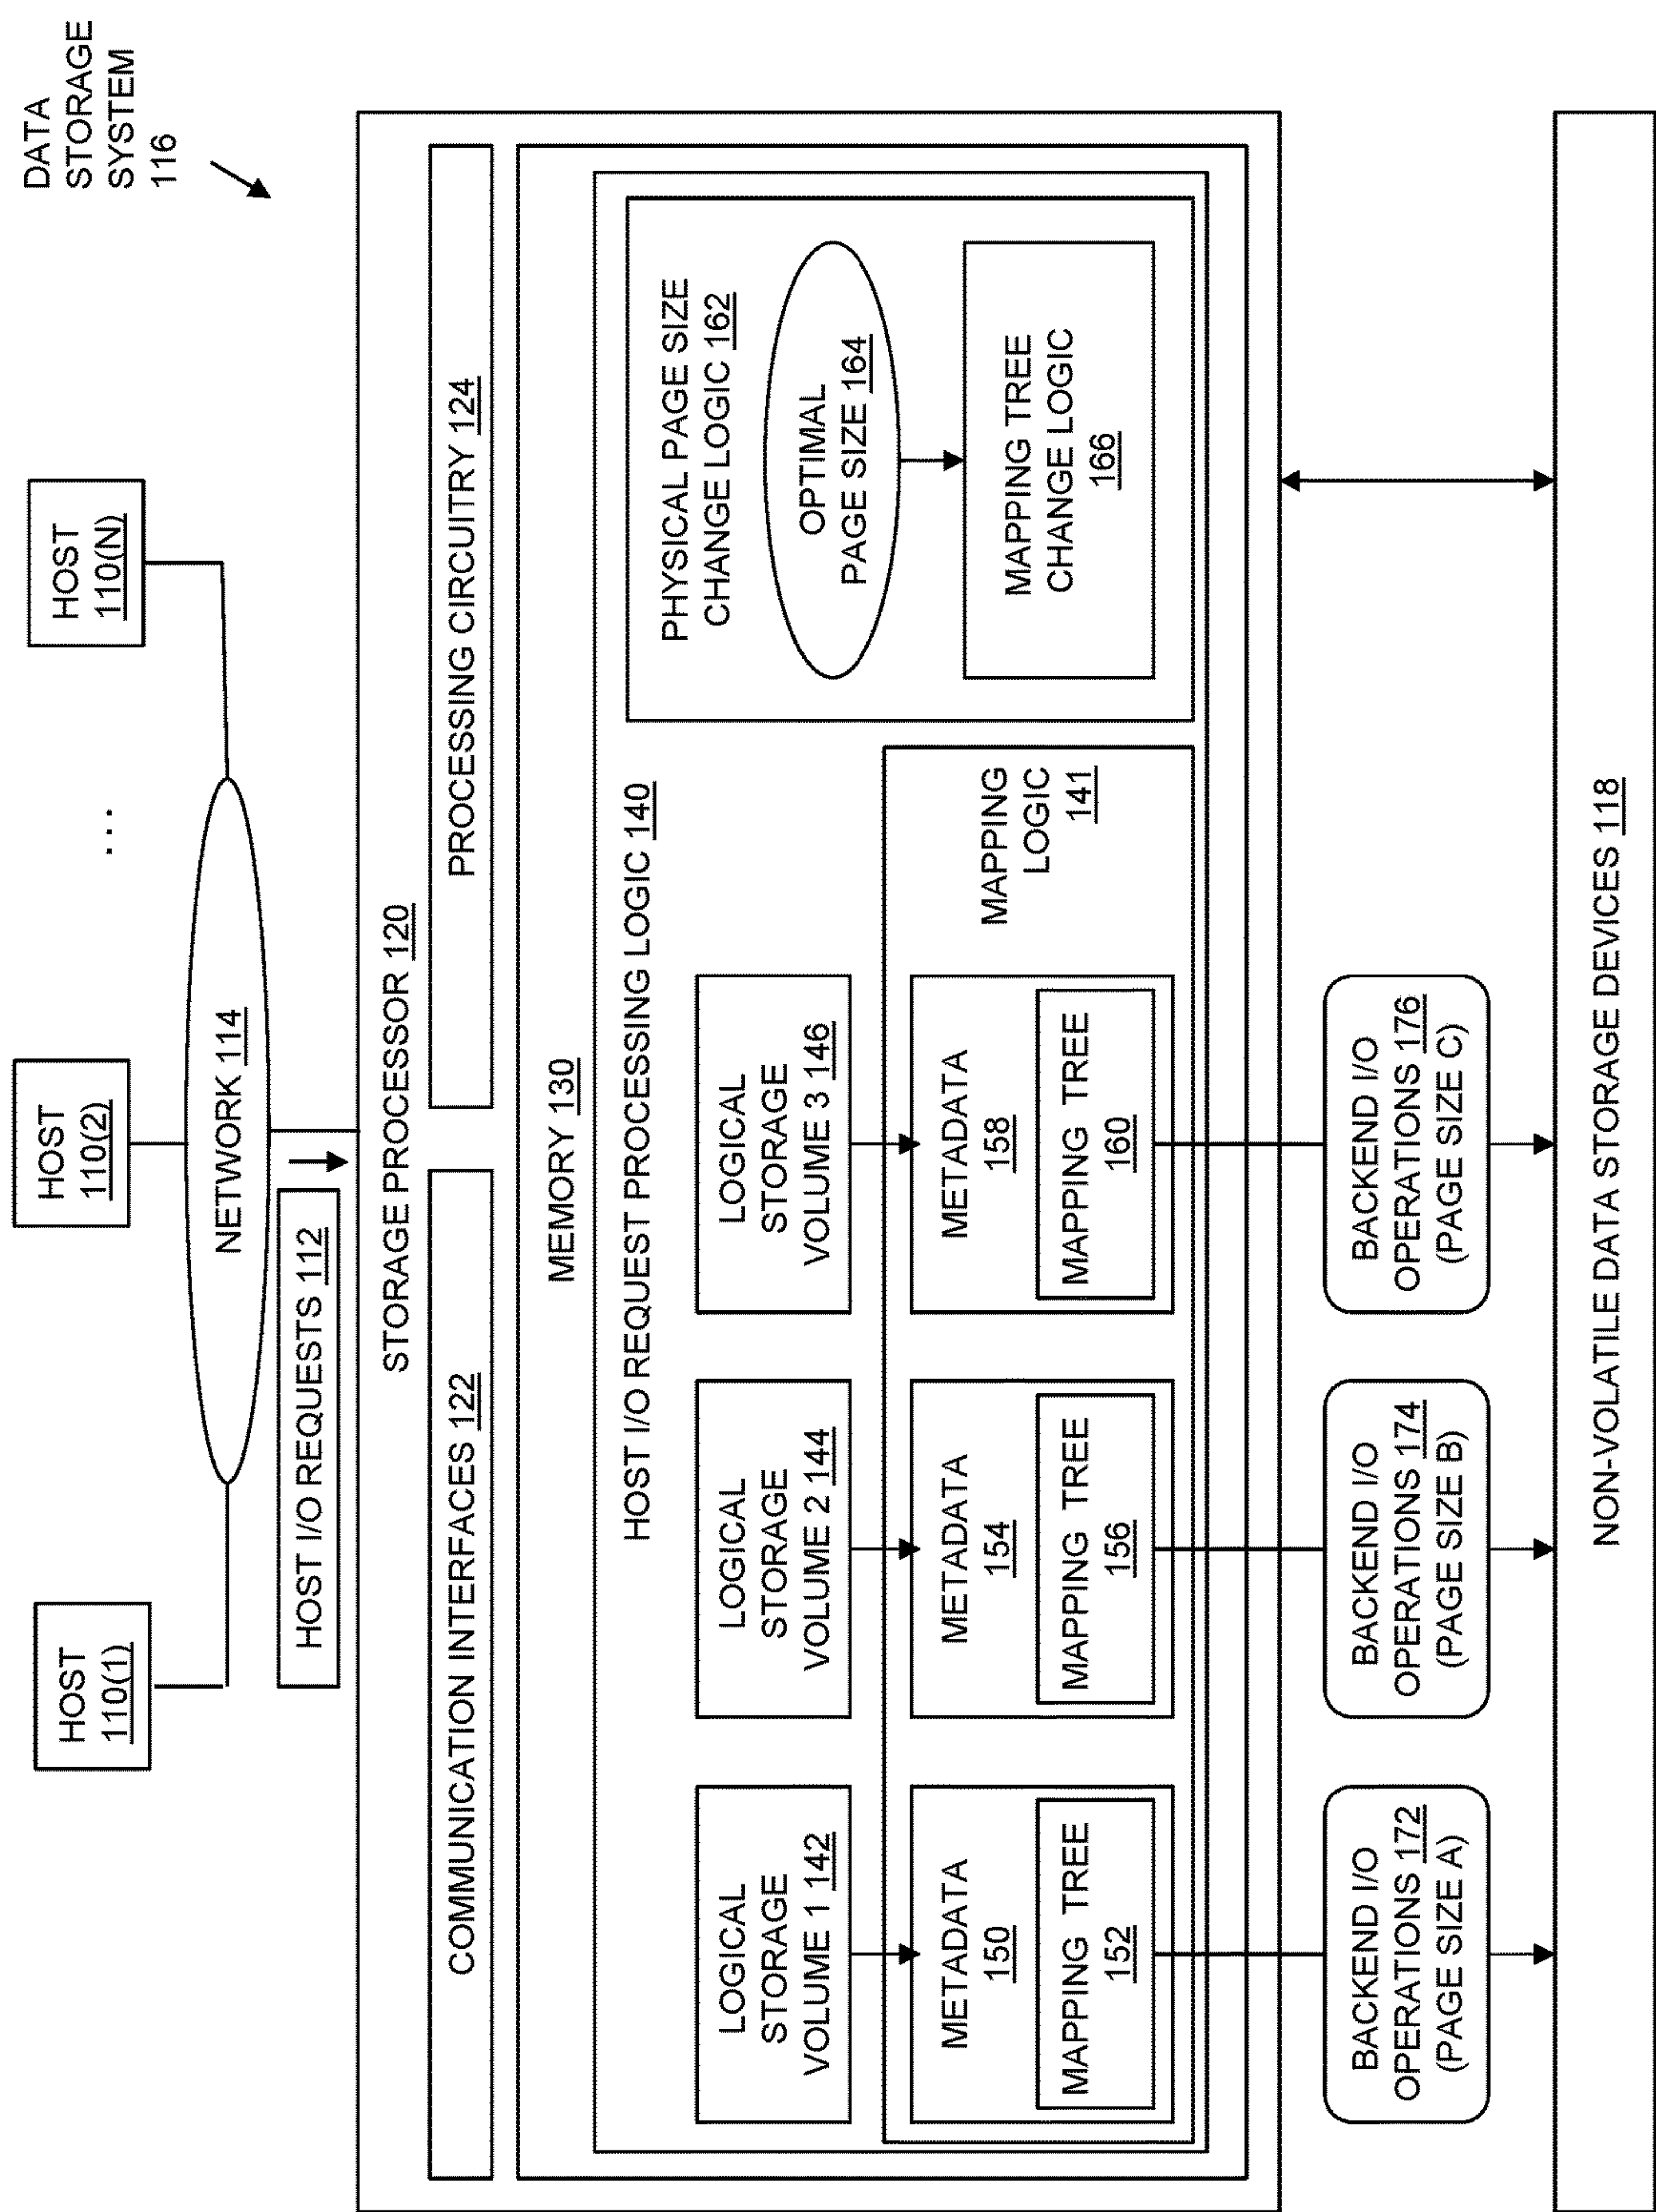 DATA
STORAGE
SYSTEM
116
HOST
110(1)
HOST
110(2)
. . .
HOST
110(N)
NETWORK 114
HOST I/O REQUESTS 112
STORAGE PROCESSOR 120
COMMUNICATION INTERFACES 122
PROCESSING CIRCUITRY 124
MEMORY 130
HOST I/O REQUEST PROCESSING LOGIC 140
LOGICAL
STORAGE
VOLUME 1 142
LOGICAL
STORAGE
VOLUME 2 144
LOGICAL
STORAGE
VOLUME 3 146
MAPPING
LOGIC
141
METADATA
150
MAPPING TREE
152
METADATA
154
MAPPING TREE
156
METADATA
158
MAPPING TREE
160
PHYSICAL PAGE SIZE
CHANGE LOGIC 162
OPTIMAL
PAGE SIZE 164
MAPPING TREE
CHANGE LOGIC
166
BACKEND I/O
OPERATIONS 172
(PAGE SIZE A)
BACKEND I/O
OPERATIONS 174
(PAGE SIZE B)
BACKEND I/O
OPERATIONS 176
(PAGE SIZE C)
NON-VOLATILE DATA STORAGE DEVICES 118